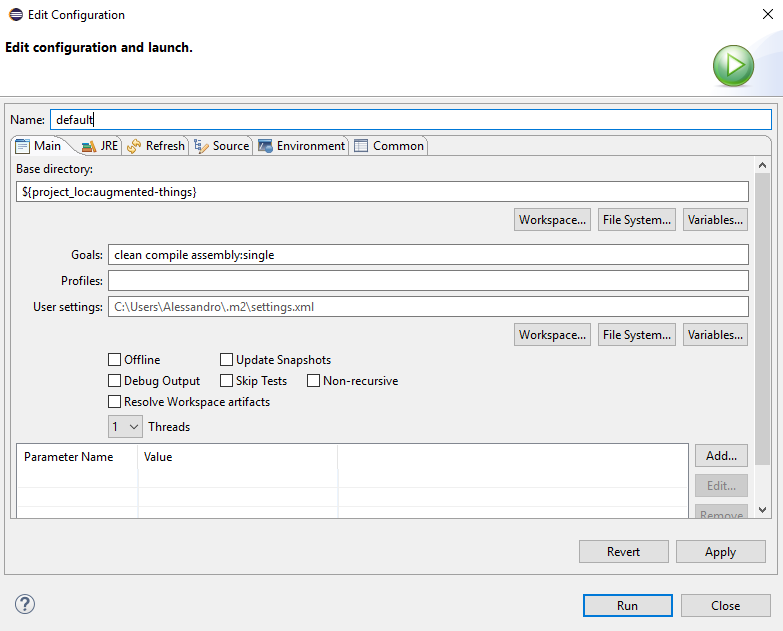 Edit Configuration
Edit configuration and launch.
Name: default
Main JRE Refresh Source Environment Common
Base directory:
${project_loc:augmented-things}
Workspace... File System... Variables...
Goals: clean compile assembly:single
Profiles:
User settings: C:\Users\Alessandro\.m2\settings.xml
Workspace... File System... Variables...
Offline Update Snapshots
Debug Output Skip Tests Non-recursive
Resolve Workspace artifacts
1 Threads
Parameter Name Value Add...
Edit...
Remove
Revert Apply
? Run Close